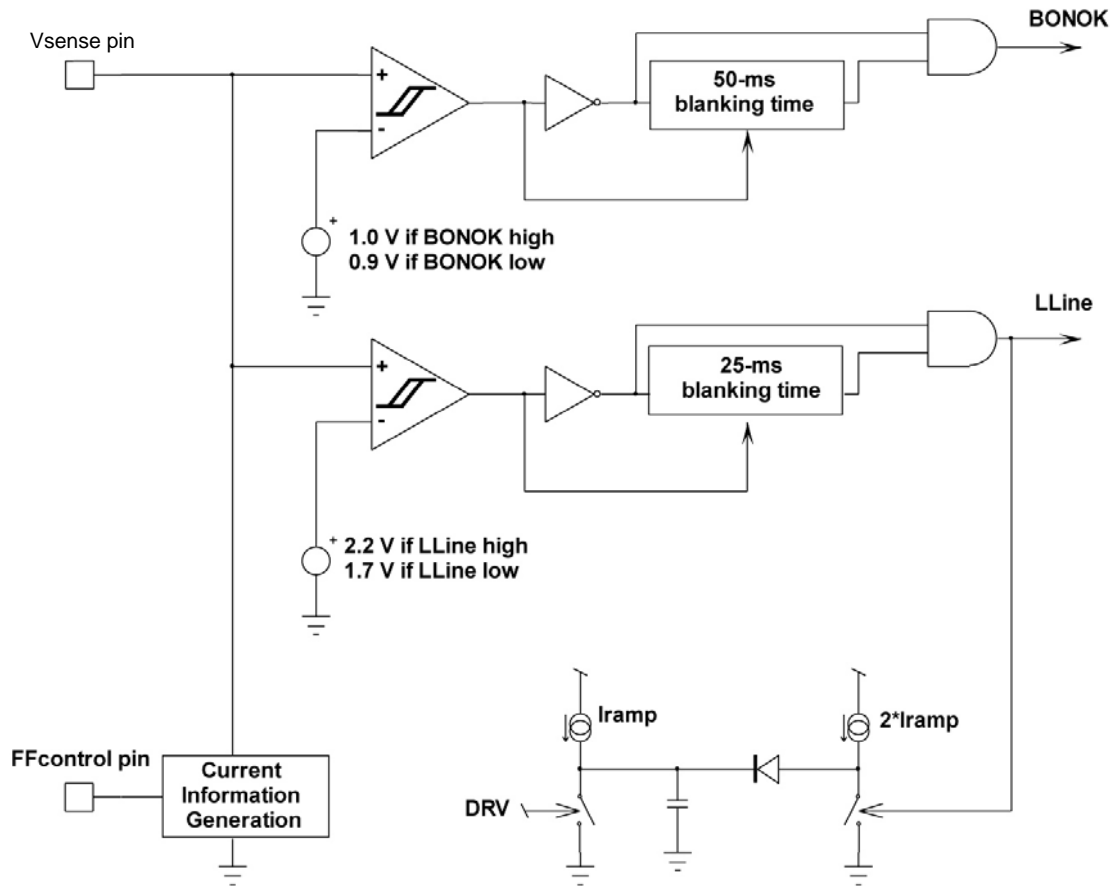 BONOK
Vsense pin
+
50-ms
blanking time
-
+
1.0 V if BONOK high
0.9 V if BONOK low
LLine
+
25-ms
blanking time
-
+
2.2 V if LLine high
1.7 V if LLine low
Iramp
2*Iramp
FFcontrol pin
Current
Information
Generation
DRV